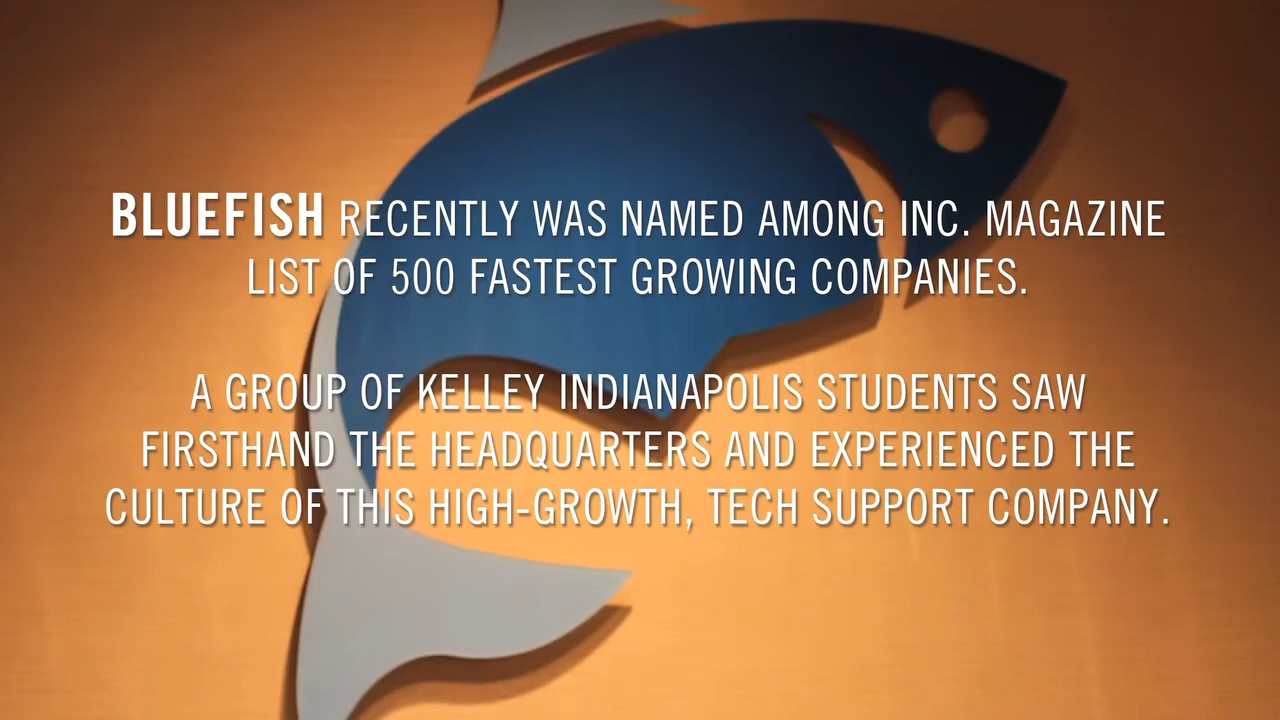 BLUEFISH RECENTLY WAS NAMED AMONG INC. MAGAZINE
LIST OF 500 FASTEST GROWING COMPANIES.
A GROUP OF KELLEY INDIANAPOLIS STUDENTS SAW
FIRSTHAND THE HEADQUARTERS AND EXPERIENCED THE
CULTURE OF THIS HIGH-GROWTH, TECH SUPPORT COMPANY.